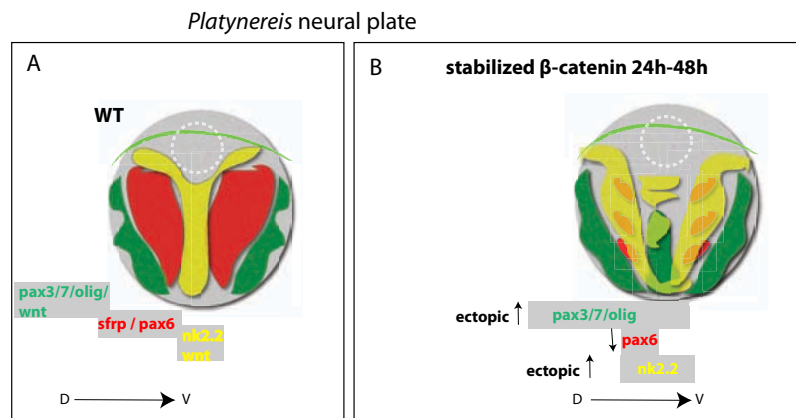 Platynereis neural plate
A
WT
pax3/7/olig/
wnt
sfrp / pax6
nk2.2
wnt
D V
B
stabilized β-catenin 24h-48h
ectopic pax3/7/olig
pax6
ectopic nk2.2
D V